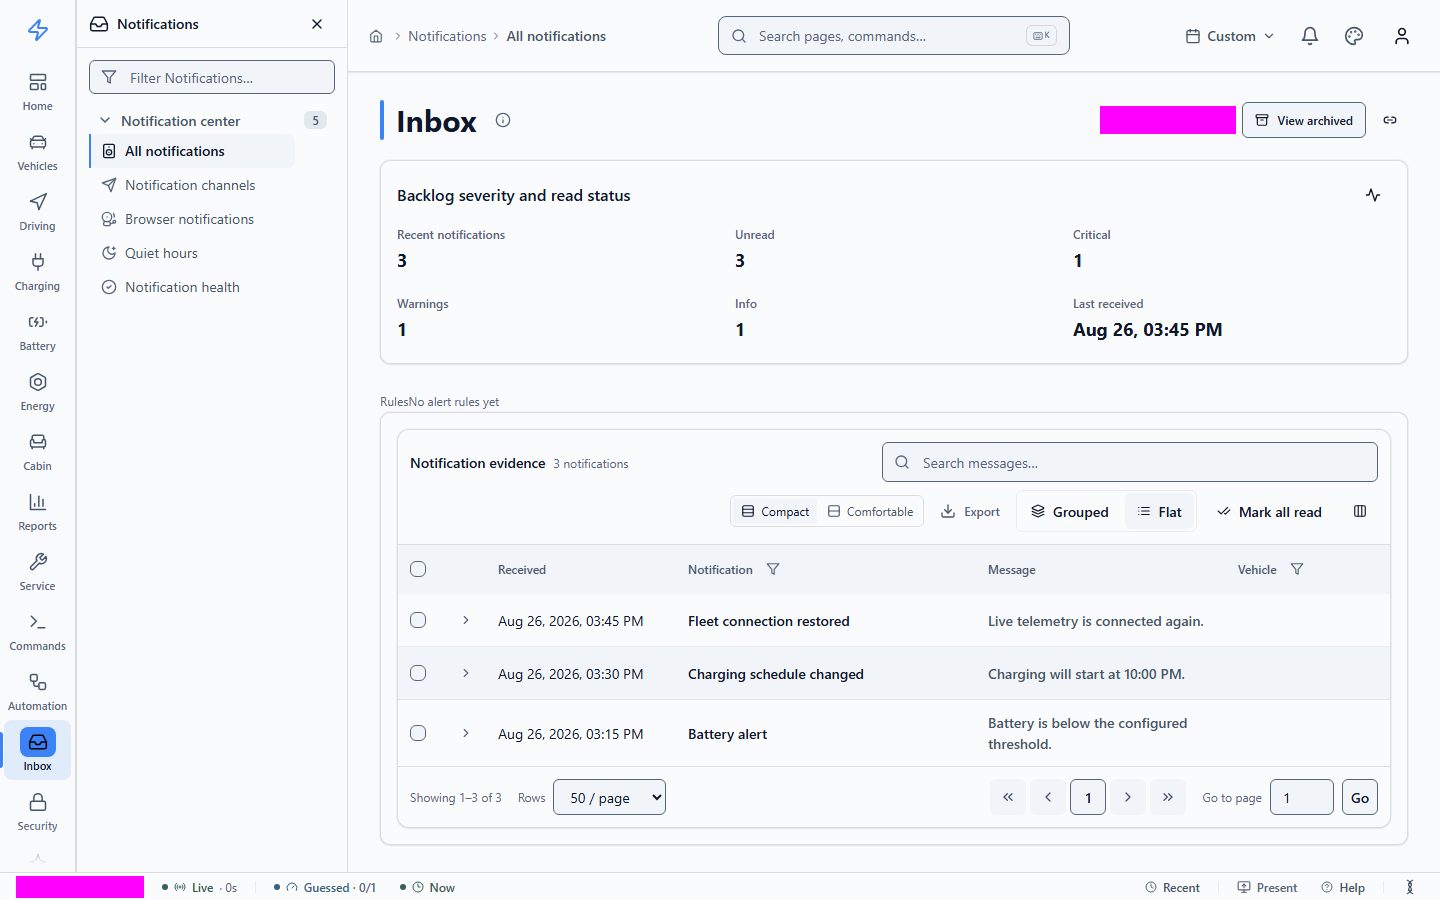 Notifications
Filter Notifications...
Notification center 5
All notifications
Notification channels
Browser notifications
Quiet hours
Notification health
Home
Vehicles
Driving
Charging
Battery
Energy
Cabin
Reports
Service
Commands
Automation
Inbox
Security
Notifications All notifications
Search pages, commands... K
Custom
Inbox
View archived
Backlog severity and read status
Recent notifications
3
Unread
3
Critical
1
Warnings
1
Info
1
Last received
Aug 26, 03:45 PM
RulesNo alert rules yet
Notification evidence 3 notifications
Search messages...
Compact Comfortable Export Grouped Flat Mark all read
Received Notification Message Vehicle
Aug 26, 2026, 03:45 PM Fleet connection restored Live telemetry is connected again.
Aug 26, 2026, 03:30 PM Charging schedule changed Charging will start at 10:00 PM.
Aug 26, 2026, 03:15 PM Battery alert Battery is below the configured
threshold.
Showing 1–3 of 3 Rows 50 / page 1 Go to page 1 Go
Live · 0s Guessed · 0/1 Now Recent Present Help